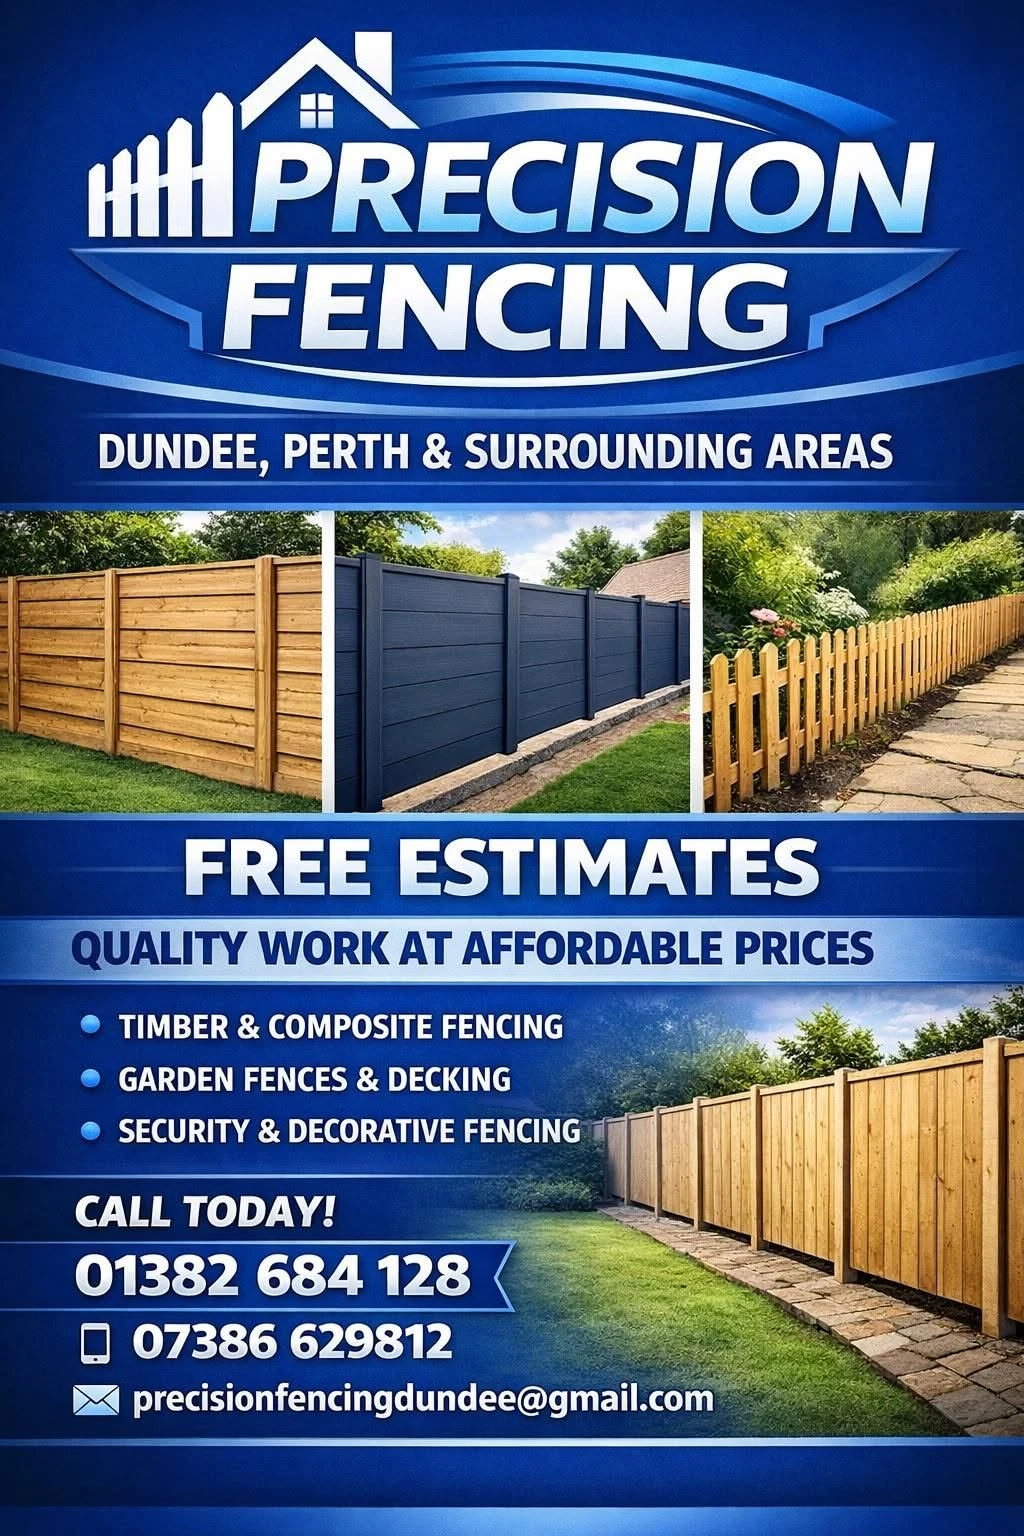 PRECISION
FENCING
DUNDEE, PERTH & SURROUNDING AREAS
FREE ESTIMATES
QUALITY WORK AT AFFORDABLE PRICES
TIMBER & COMPOSITE FENCING
GARDEN FENCES & DECKING
SECURITY & DECORATIVE FENCING
CALL TODAY!
01382 684 128
07386 629812
precisionfencingdundee@gmail.com